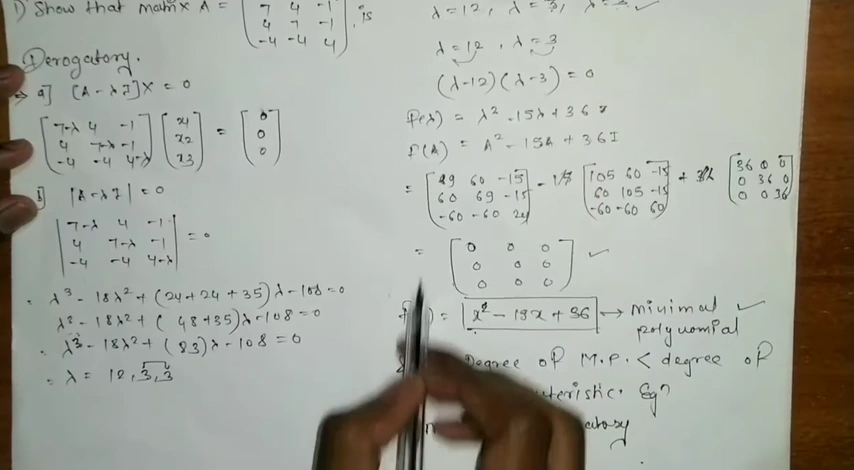 1) Show that matrix A = [7 4 -1
4 7 -1
-4 -4 4], is
Derogatory.
⇒ a] [A - λI]X = 0
[7-λ 4 -1
4 7-λ -1
-4 -4 4-λ] [x1
x2
x3] = [0
0
0]
|A - λI| = 0
|7-λ 4 -1
4 7-λ -1
-4 -4 4-λ| = 0
λ³ - 18λ² + (24+24+35)λ - 108 = 0
- 18λ² + (48+35)λ - 108 = 0
∴ λ³ - 18λ² + (83)λ - 108 = 0
λ = 12, 3, 3
λ = 12,
λ = 12, λ = 3
(λ-12)(λ-3) = 0
= λ² - 15λ + 36
P(A) = A² - 15A + 36I
= [69 60 -15
60 69 -15
-60 -60 24] - [105 60 -15
60 105 -15
-60 -60 60] + [36 0 0
0 36 0
0 0 36]
= [0 0 0
0 0 0
0 0 0] ✓
= - 15x + 36 → minimal ✓
polynomial
Degree of M.P. < degree of
Eqn